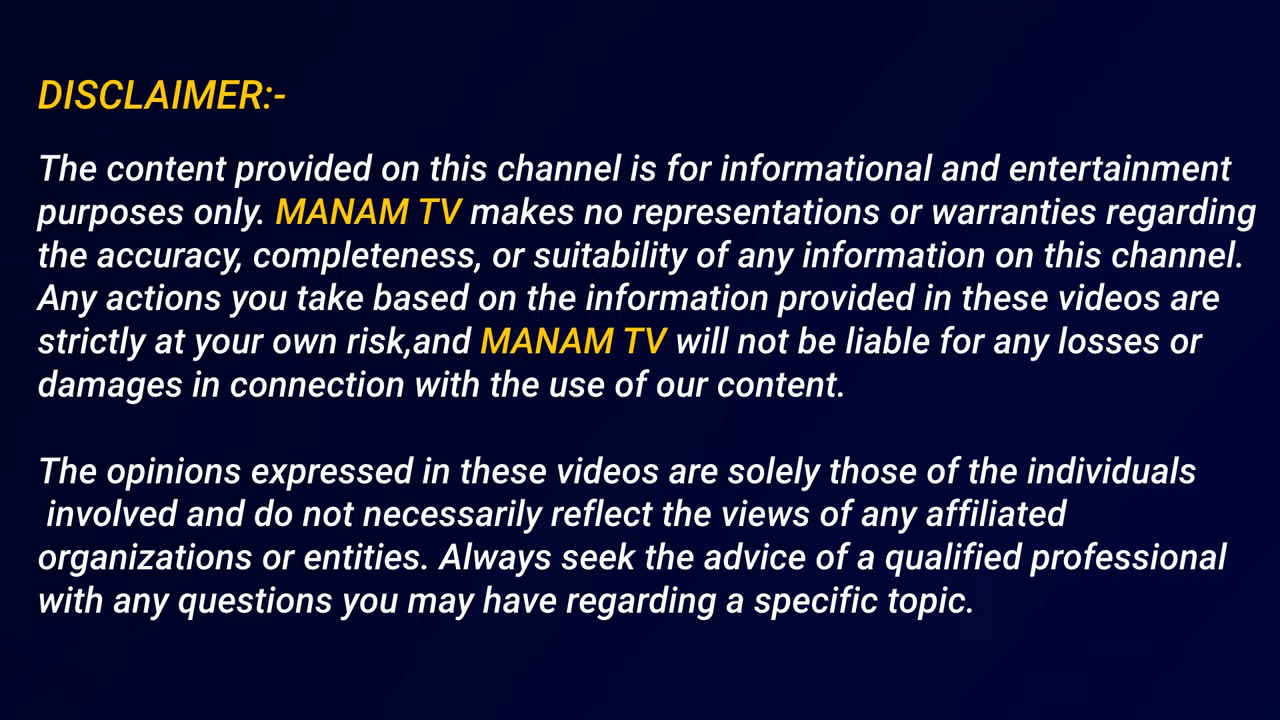 DISCLAIMER:-
The content provided on this channel is for informational and entertainment
purposes only. MANAM TV makes no representations or warranties regarding
the accuracy, completeness, or suitability of any information on this channel.
Any actions you take based on the information provided in these videos are
strictly at your own risk,and MANAM TV will not be liable for any losses or
damages in connection with the use of our content.
The opinions expressed in these videos are solely those of the individuals
involved and do not necessarily reflect the views of any affiliated
organizations or entities. Always seek the advice of a qualified professional
with any questions you may have regarding a specific topic.